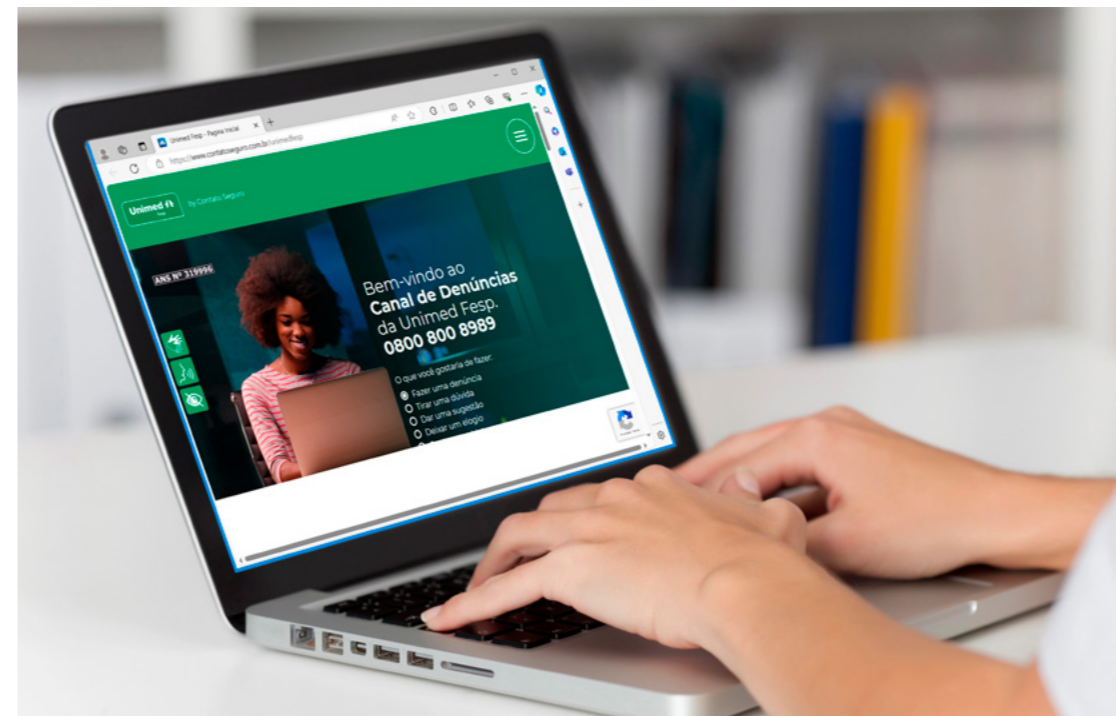 Unimed Fesp - Pagina Inicial
https://www.contatoseguro.com.br/unimedfesp
Unimed
Fesp
by Contato Seguro
ANS Nº 319996
Bem-vindo ao
Canal de Denúncias
da Unimed Fesp.
0800 800 8989
O que você gostaria de fazer:
Fazer uma denúncia
Tirar uma dúvida
Dar uma sugestão
Deixar um elogio